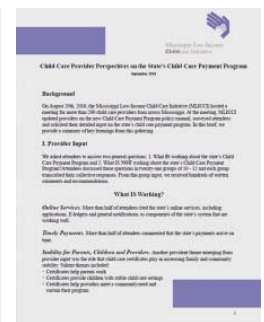 Mississippi Low-Income
Child Care Initiative
Child Care Provider Perspectives on the State's Child Care Payment Program
September 2016
Background
On August 20th, 2016, the Mississippi Low-Income Child Care Initiative (MLICCI) hosted a
meeting for more than 200 child care providers from across Mississippi. At the meeting, MLICCI
updated providers on the new Child Care Payment Program policy manual, surveyed attendees
and solicited their detailed input on the state's child care payment program. In this brief, we
provide a summary of key learnings from this gathering.
I. Provider Input
We asked attendees to answer two general questions: 1. What IS working about the state's Child
Care Payment Program and 2. What IS NOT working about the state's Child Care Payment
Program? Attendees discussed these questions in twenty-one groups of 10 - 12 and each group
transcribed their collective responses. From this group input, we received hundreds of written
comments and recommendations.
What IS Working?
Online Services. More than half of attendees cited the state's online services, including
applications, E-ledgers and general notifications, as components of the state's system that are
working well.
Timely Payments. More than half of attendees commented that the state's payments arrive on
time.
Stability for Parents, Children and Providers. Another prevalent theme emerging from
provider input was the role that child care certificates play in increasing family and community
stability. Salient themes included:
- Certificates help parents work
- Certificates provide children with stable child care settings
- Certificates help providers meet a community need and
sustain their program
1